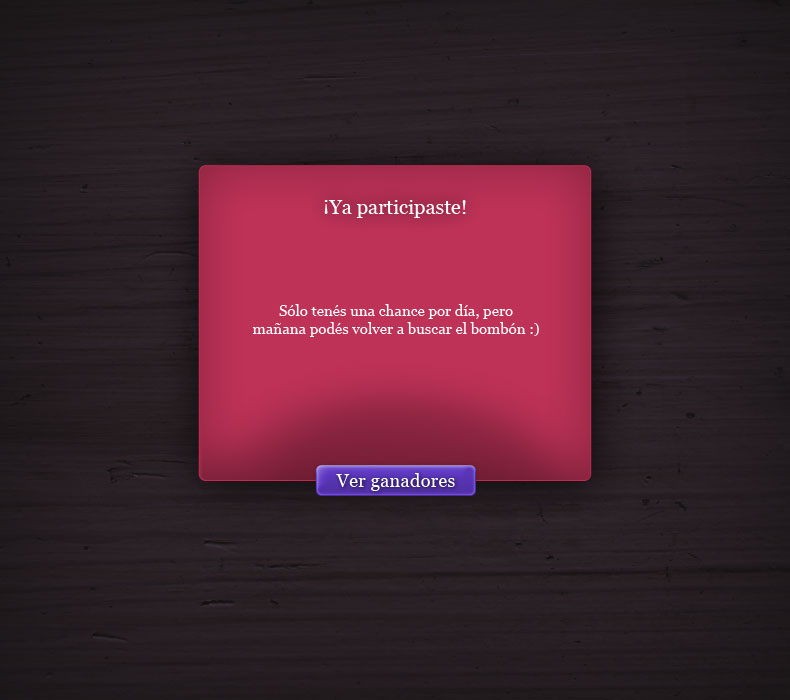 ¡Ya participaste!
Sólo tenés una chance por día, pero
mañana podés volver a buscar el bombón :)
Ver ganadores